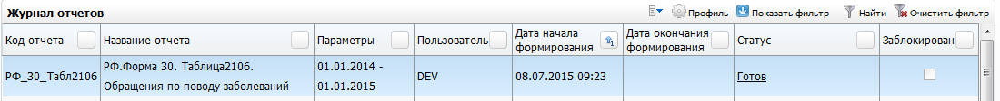 Журнал отчетов
Профиль Показать фильтр Найти Очистить фильтр
Код отчета Название отчета Параметры Пользователь Дата начала формирования 1 Дата окончания формирования Статус Заблокирован
РФ_30_Табл2106 РФ.Форма 30. Таблица2106. Обращения по поводу заболеваний 01.01.2014 - 01.01.2015 DEV 08.07.2015 09:23 Готов